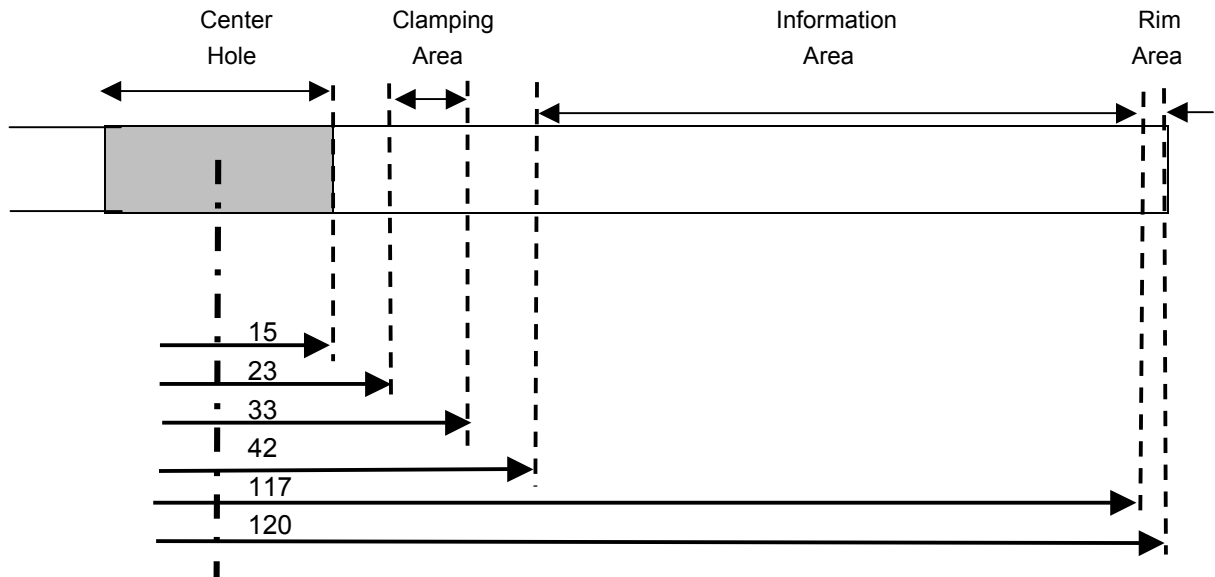 Center Hole
Clamping Area
Information Area
Rim Area
15
23
33
42
117
120